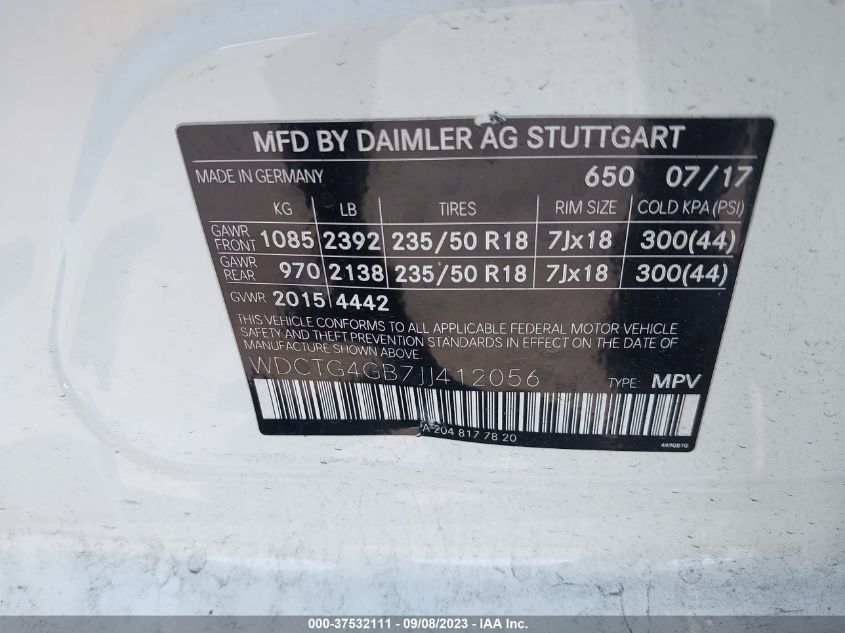 MFD BY DAIMLER AG STUTTGART
MADE IN GERMANY 650 07/17
KG LB TIRES RIM SIZE COLD KPA (PSI)
GAWR FRONT 1085 2392 235/50 R18 7Jx18 300(44)
GAWR REAR 970 2138 235/50 R18 7Jx18 300(44)
GVWR 2015 4442
THIS VEHICLE CONFORMS TO ALL APPLICABLE FEDERAL MOTOR VEHICLE
SAFETY AND THEFT PREVENTION STANDARDS IN EFFECT ON THE DATE OF
MANUFACTURE SHOWN ABOVE.
WDCTG4GB7JJ412056 TYPE: MPV
A-204 817 78 20
4490810
000-37532111 - 09/08/2023 - IAA Inc.